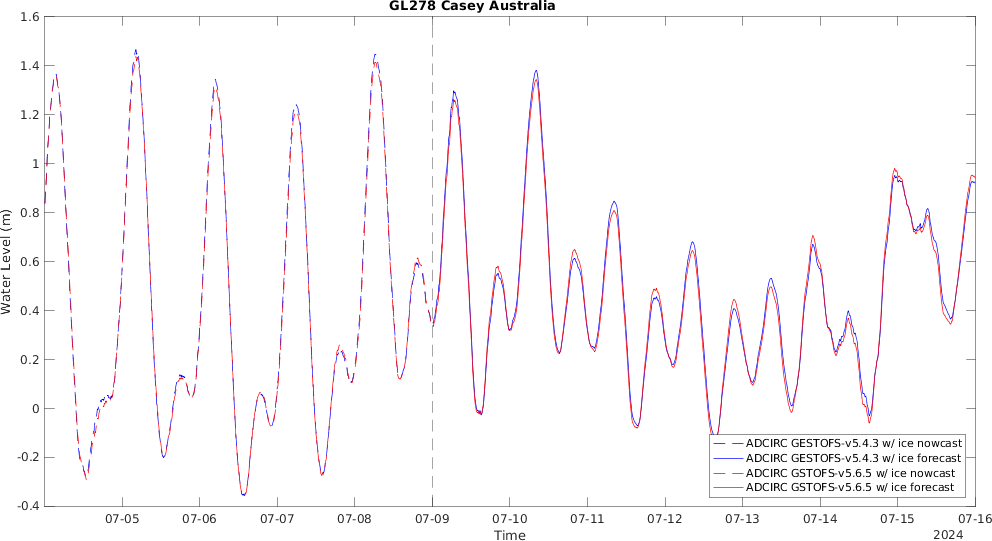 GL278 Casey Australia
1.6
1.4
1.2
1
0.8
0.6
0.4
0.2
0
-0.2
-0.4
Water Level (m)
ADCIRC GESTOFS-v5.4.3 w/ ice nowcast
ADCIRC GESTOFS-v5.4.3 w/ ice forecast
ADCIRC GSTOFS-v5.6.5 w/ ice nowcast
ADCIRC GSTOFS-v5.6.5 w/ ice forecast
07-05 07-06 07-07 07-08 07-09 07-10 07-11 07-12 07-13 07-14 07-15 07-16
Time
2024